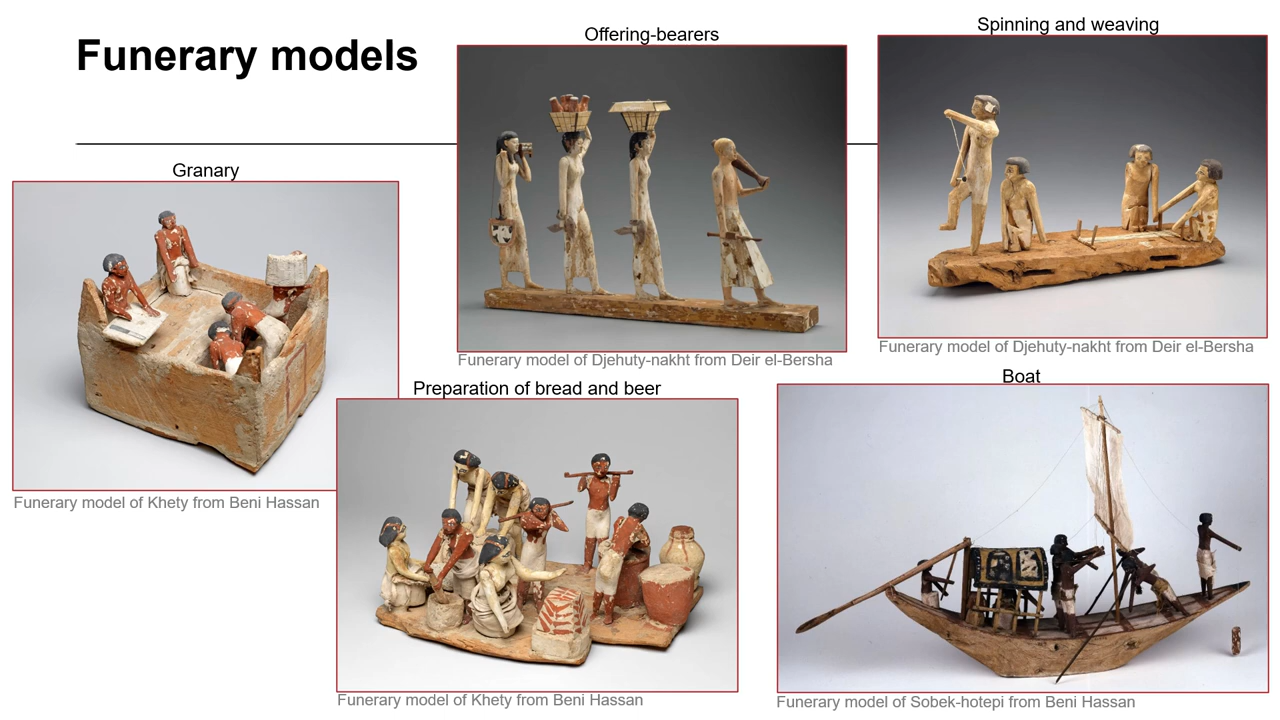 Funerary models
Offering-bearers
Spinning and weaving
Granary
Funerary model of Djehuty-nakht from Deir el-Bersha
Funerary model of Djehuty-nakht from Deir el-Bersha
Preparation of bread and beer
Boat
Funerary model of Khety from Beni Hassan
Funerary model of Khety from Beni Hassan
Funerary model of Sobek-hotepi from Beni Hassan